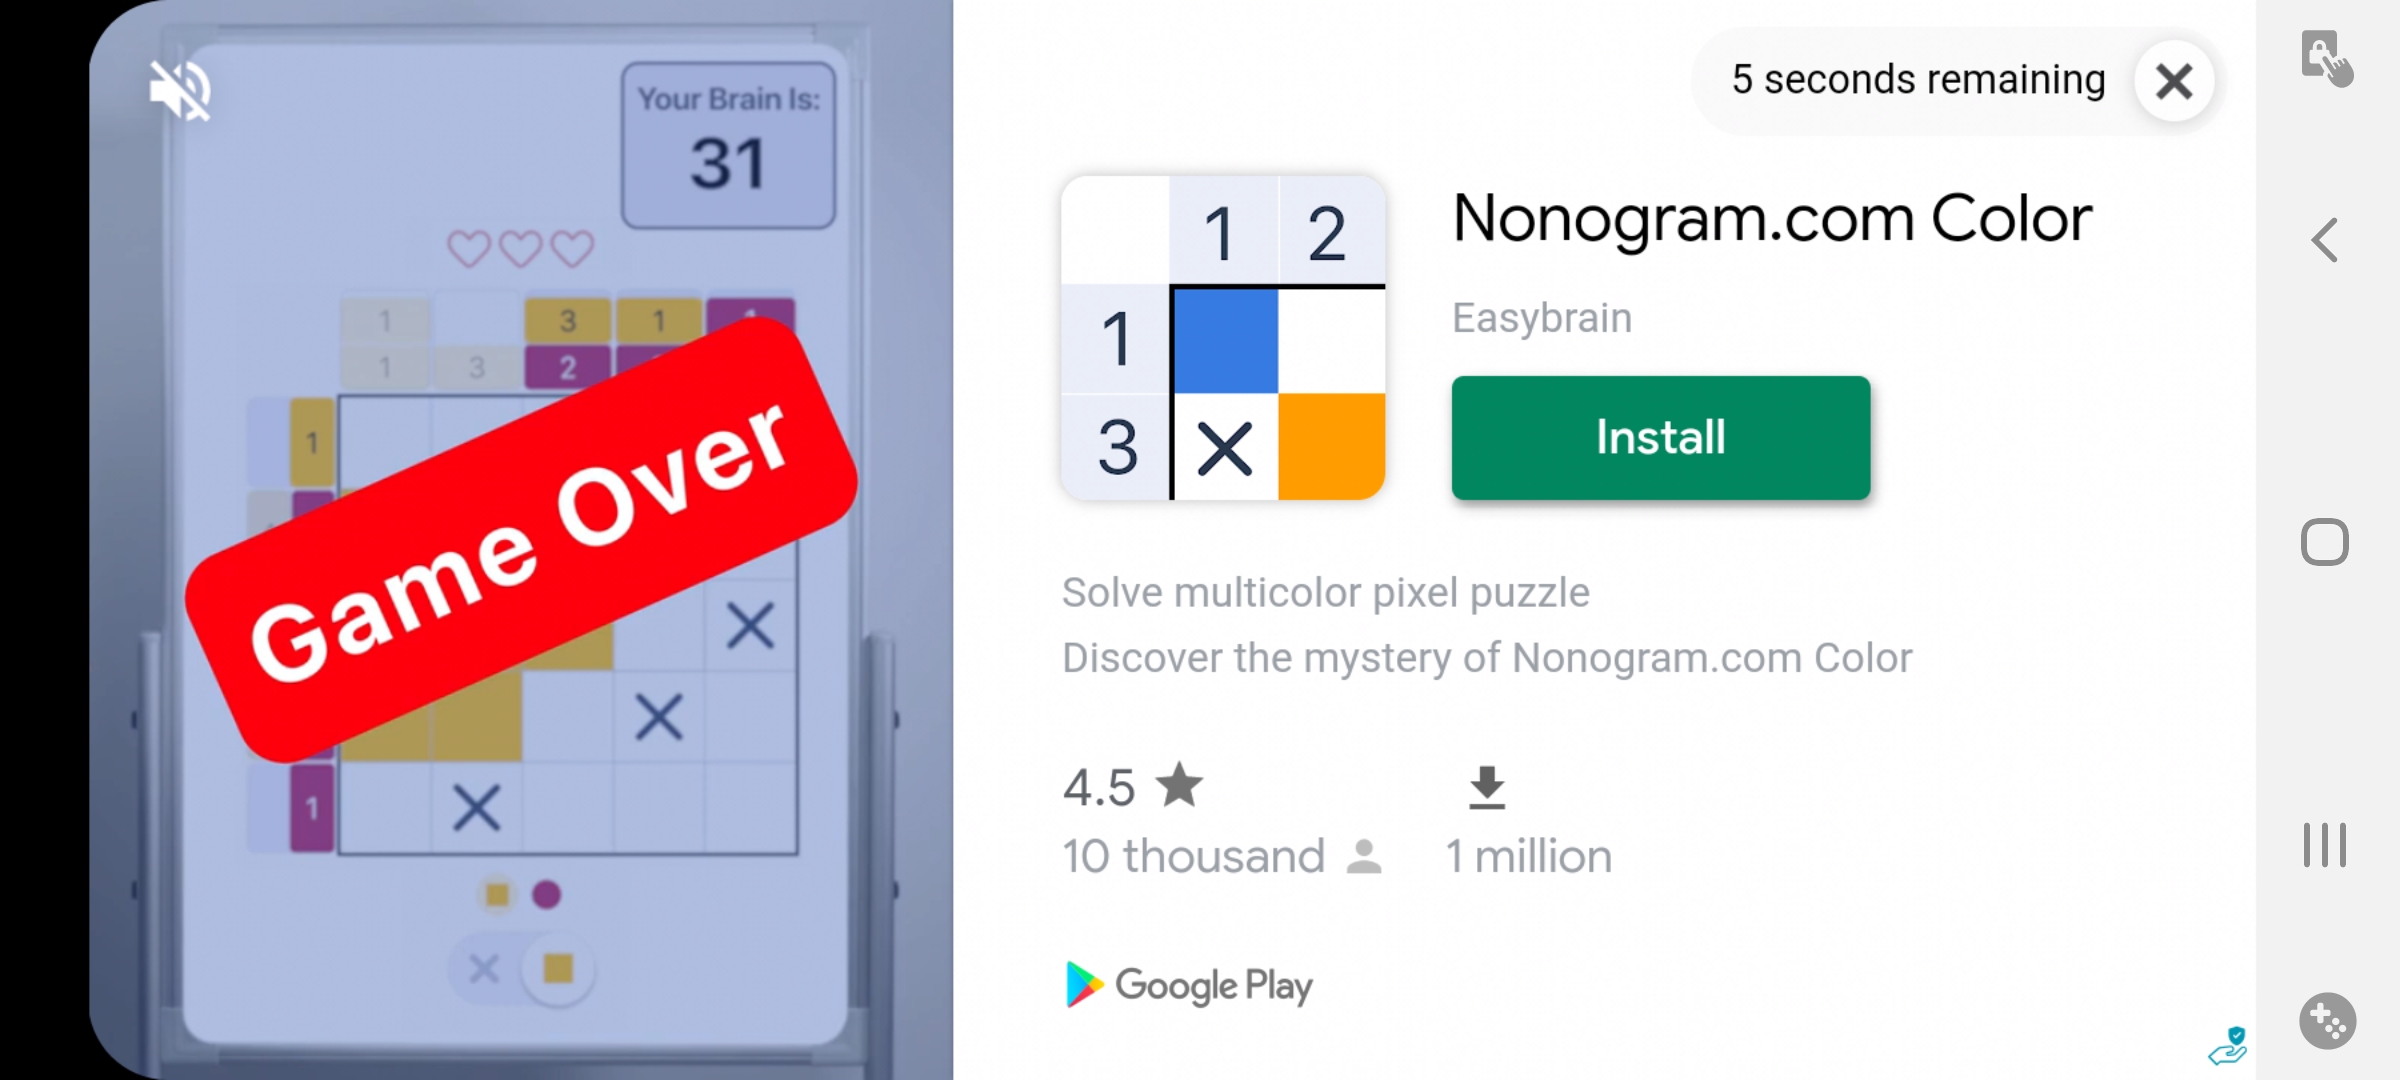 Your Brain Is:
31
1 3 1
1 3 2
1
Game Over
1
5 seconds remaining
1 2
1
3
Nonogram.com Color
Easybrain
Install
Solve multicolor pixel puzzle
Discover the mystery of Nonogram.com Color
4.5
10 thousand
1 million
Google Play